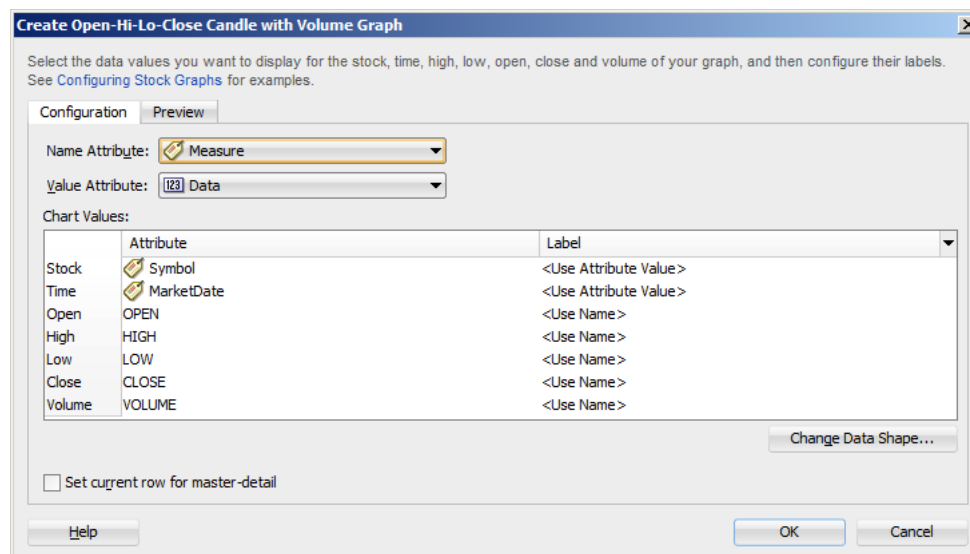 Create Open-Hi-Lo-Close Candle with Volume Graph
Select the data values you want to display for the stock, time, high, low, open, close and volume of your graph, and then configure their labels.
See Configuring Stock Graphs for examples.
Configuration Preview
Name Attribute: Measure
Value Attribute: 123 Data
Chart Values:
Attribute Label
Stock Symbol <Use Attribute Value>
Time MarketDate <Use Attribute Value>
Open OPEN <Use Name>
High HIGH <Use Name>
Low LOW <Use Name>
Close CLOSE <Use Name>
Volume VOLUME <Use Name>
Change Data Shape...
Set current row for master-detail
Help OK Cancel